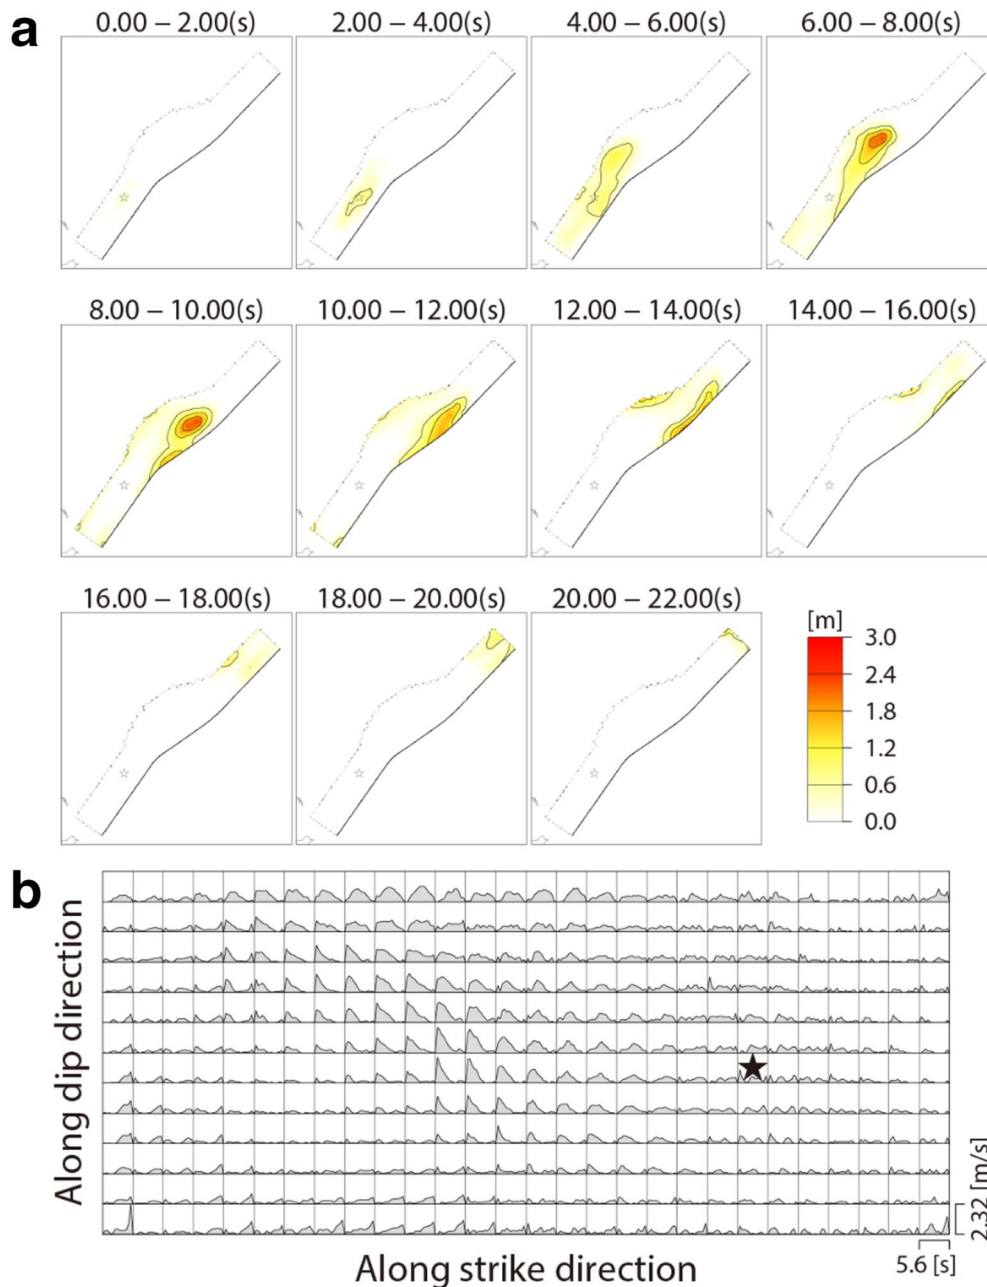 a
0.00 – 2.00(s)
2.00 – 4.00(s)
4.00 – 6.00(s)
6.00 – 8.00(s)
8.00 – 10.00(s)
10.00 – 12.00(s)
12.00 – 14.00(s)
14.00 – 16.00(s)
16.00 – 18.00(s)
18.00 – 20.00(s)
20.00 – 22.00(s)
[m]
3.0
2.4
1.8
1.2
0.6
0.0
b
Along dip direction
2.32 [m/s]
5.6 [s]
Along strike direction